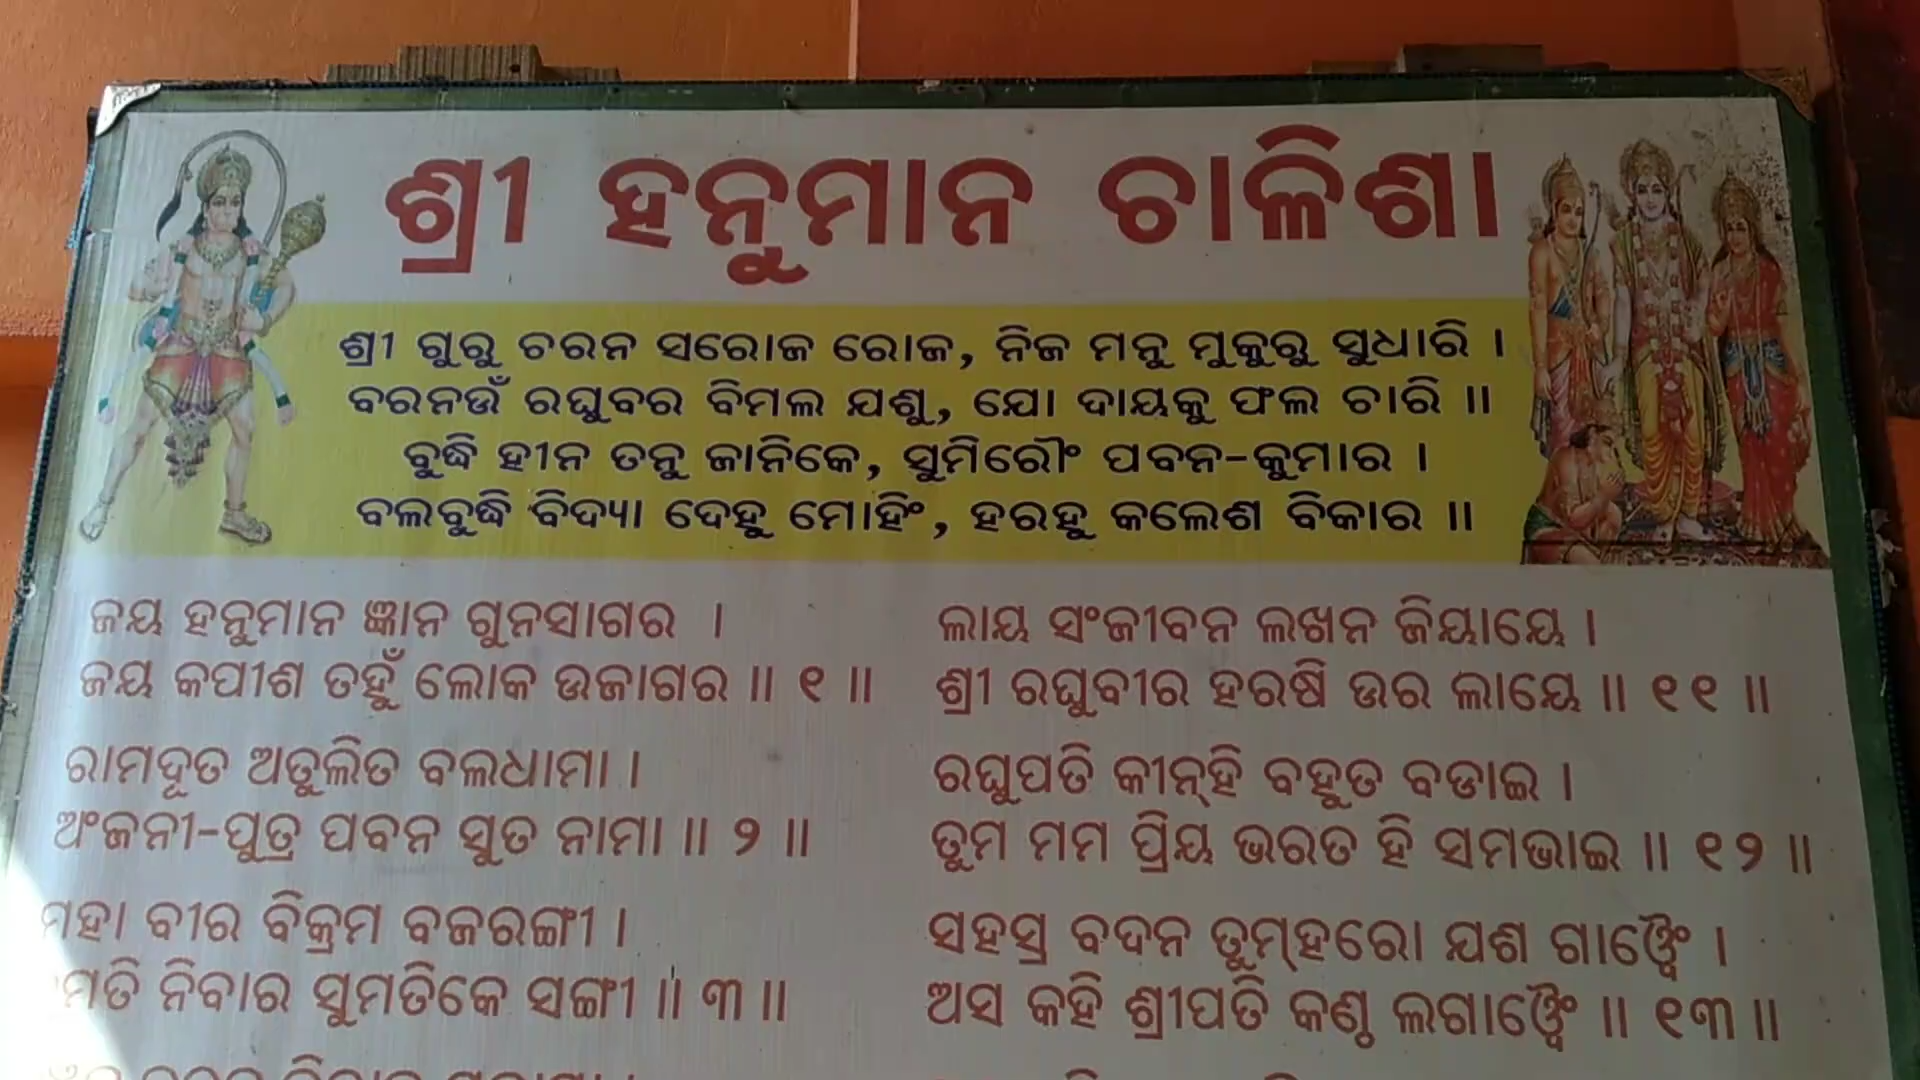 ଶ୍ରୀ ହନୁମାନ ଚାଳିଶା
ଶ୍ରୀ ଗୁରୁ ଚରନ ସରୋଜ ରୋଜ, ନିଜ ମନୁ ମୁକୁରୁ ସୁଧାରି ।
ବରନଉଁ ରଘୁବର ବିମଲ ଯଶୁ, ଯୋ ଦାୟକୁ ଫଲ ଚାରି ॥
ବୁଦ୍ଧି ହୀନ ତନୁ ଜାନିକେ, ସୁମିରୌଂ ପବନ-କୁମାର ।
ବଲବୁଦ୍ଧି ବିଦ୍ୟା ଦେହୁ ମୋହିଂ, ହରହୁ କଲେଶ ବିକାର ॥
ଜୟ ହନୁମାନ ଜ୍ଞାନ ଗୁନସାଗର ।
ଜୟ କପୀଶ ତହୁଁ ଲୋକ ଉଜାଗର ॥ ୧ ॥
ରାମଦୂତ ଅତୁଲିତ ବଲଧାମା ।
ଅଂଜନୀ-ପୁତ୍ର ପବନ ସୁତ ନାମା ॥ ୨ ॥
ମହା ବୀର ବିକ୍ରମ ବଜରଙ୍ଗୀ ।
ନିବାର ସୁମତିକେ ସଙ୍ଗୀ ॥ ୩ ॥
ଲାୟ ସଂଜୀବନ ଲଖନ ଜିୟାୟେ ।
ଶ୍ରୀ ରଘୁବୀର ହରଷି ଉର ଲାୟେ ॥ ୧୧ ॥
ରଘୁପତି କୀନ୍‌ହି ବହୁତ ବଡାଇ ।
ତୁମ ମମ ପ୍ରିୟ ଭରତ ହି ସମଭାଇ ॥ ୧୨ ॥
ସହସ୍ର ବଦନ ତୁମ୍‌ହରୋ ଯଶ ଗାୱୈଂ ।
ଅସ କହି ଶ୍ରୀପତି କଣ୍ଠ ଲଗାୱୈଂ ॥ ୧୩ ॥